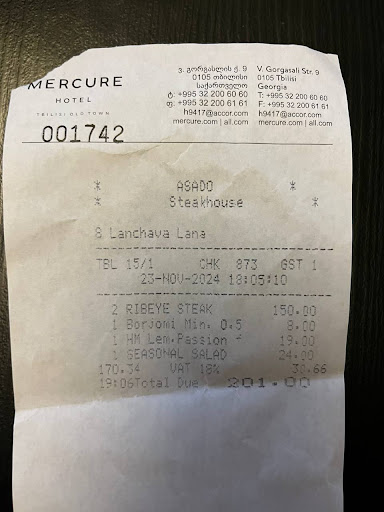 MERCURE
HOTEL
TBILISI OLD TOWN
ვ. გორგასლის ქ. 9
0105 თბილისი
საქართველო
ტ: +995 32 200 60 60
ფ: +995 32 200 61 61
h9417@accor.com
mercure.com | all.com
V. Gorgasali Str. 9
0105 Tbilisi
Georgia
T: +995 32 200 60 60
F: +995 32 200 61 61
h9417@accor.com
mercure.com | all.com
001742
* ASADO *
* Steakhouse *
8 Lanchava Lana
TBL 15/1 CHK 873 GST 1
23-NOV-2024 18:05:10
2 RIBEYE STEAK 150.00
1 Borjomi Min. 0.5 8.00
1 HM Lem.Passion 19.00
1 SEASONAL SALAD 24.00
170.34 VAT 18% 30.66
19:06Total Due 201.00